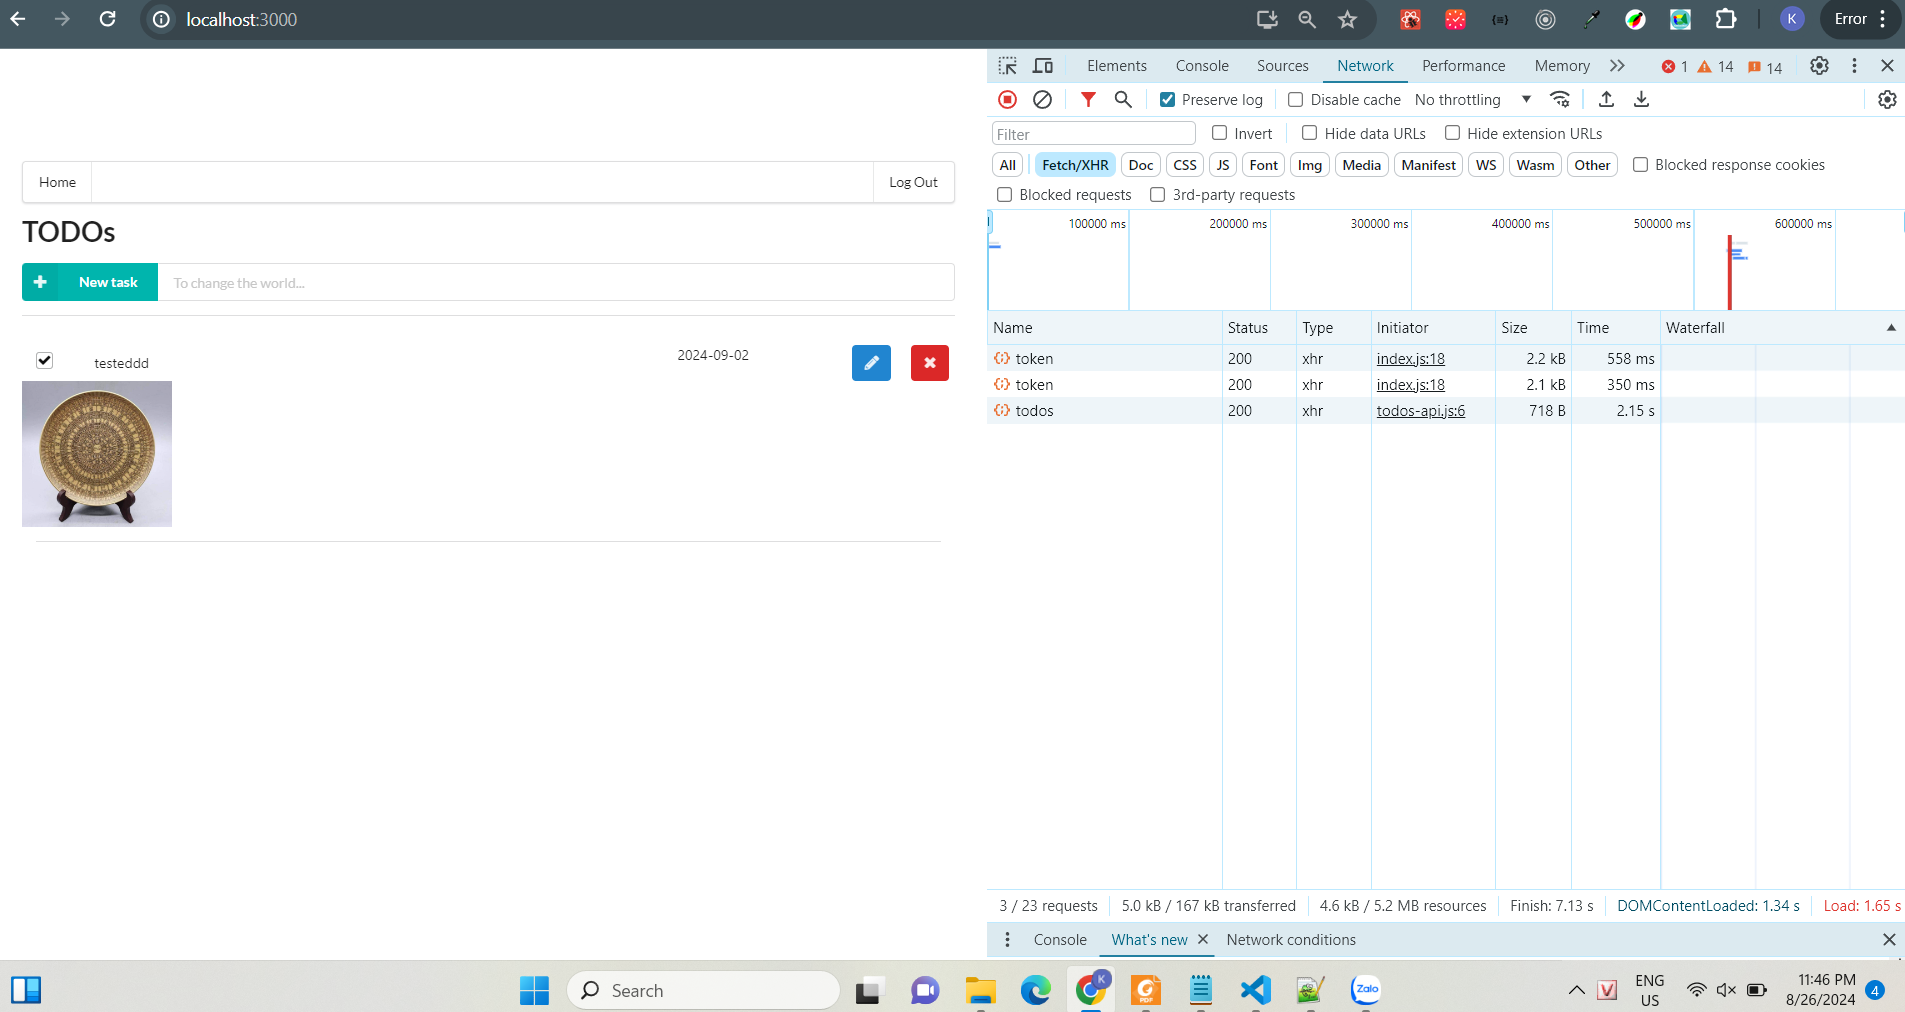 localhost:3000
K
Error
Home
Log Out
TODOs
New task
To change the world...
testeddd
2024-09-02
Elements
Console
Sources
Network
Performance
Memory
1
14
14
Preserve log
Disable cache
No throttling
Filter
Invert
Hide data URLs
Hide extension URLs
All
Fetch/XHR
Doc
CSS
JS
Font
Img
Media
Manifest
WS
Wasm
Other
Blocked response cookies
Blocked requests
3rd-party requests
100000 ms
200000 ms
300000 ms
400000 ms
500000 ms
600000 ms
Name Status Type Initiator Size Time Waterfall
token 200 xhr index.js:18 2.2 kB 558 ms
token 200 xhr index.js:18 2.1 kB 350 ms
todos 200 xhr todos-api.js:6 718 B 2.15 s
3 / 23 requests
5.0 kB / 167 kB transferred
4.6 kB / 5.2 MB resources
Finish: 7.13 s
DOMContentLoaded: 1.34 s
Load: 1.65 s
Console
What's new
Network conditions
Search
K
PDF
Zalo
V
ENG
US
11:46 PM
8/26/2024
4